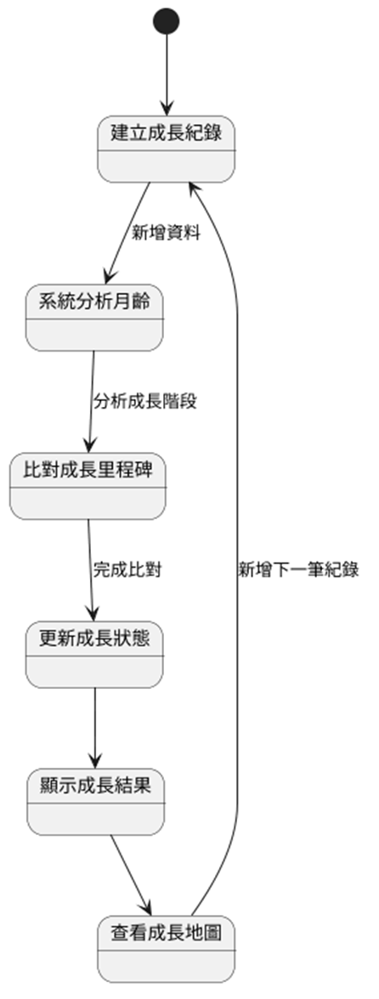 建立成長紀錄
新增資料
系統分析月齡
分析成長階段
比對成長里程碑
完成比對
新增下一筆紀錄
更新成長狀態
顯示成長結果
查看成長地圖